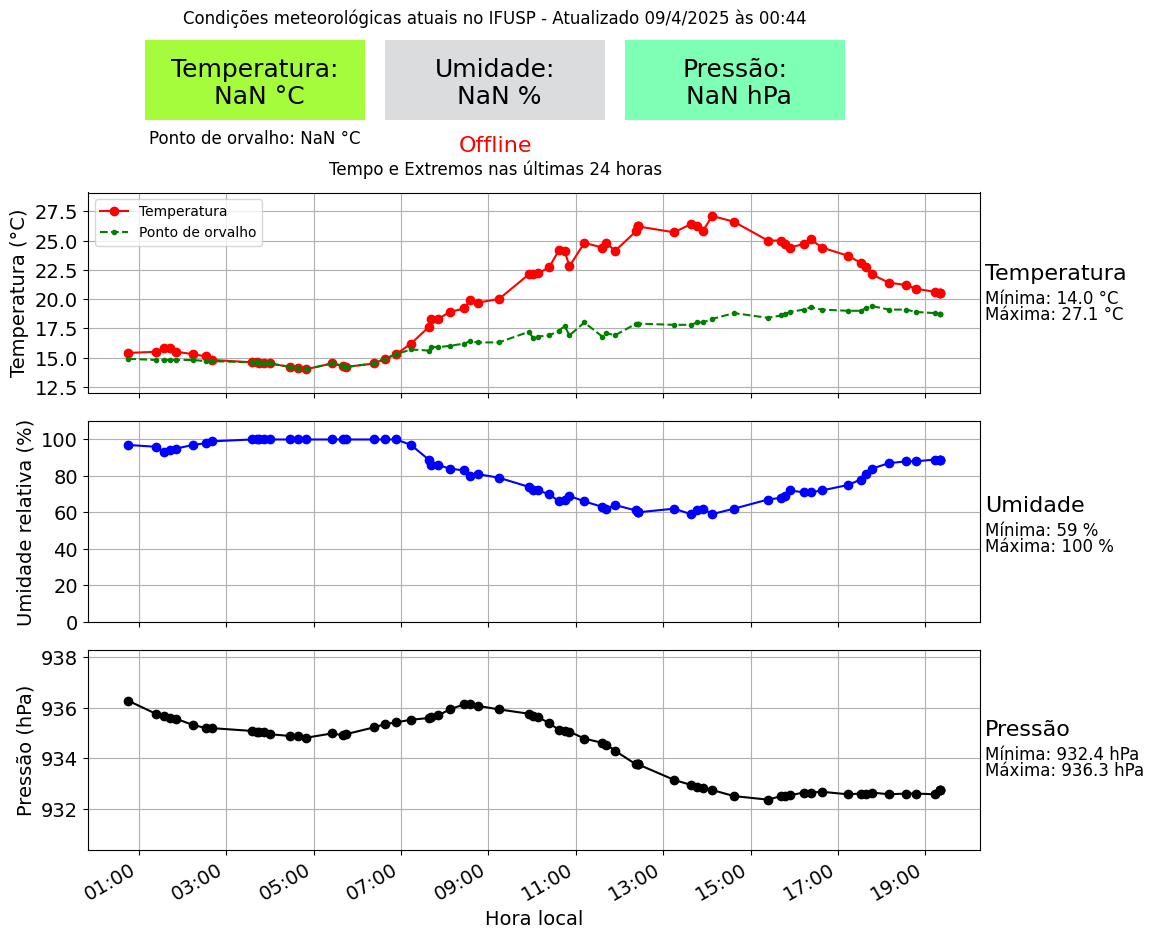 Condições meteorológicas atuais no IFUSP - Atualizado 09/4/2025 às 00:44
Temperatura:
NaN °C
Umidade:
NaN %
Pressão:
NaN hPa
Ponto de orvalho: NaN °C
Offline
Tempo e Extremos nas últimas 24 horas
Temperatura (°C)
27.5
25.0
22.5
20.0
17.5
15.0
12.5
Temperatura
Ponto de orvalho
Temperatura
Mínima: 14.0 °C
Máxima: 27.1 °C
Umidade relativa (%)
100
80
60
40
20
0
Umidade
Mínima: 59 %
Máxima: 100 %
Pressão (hPa)
938
936
934
932
Pressão
Mínima: 932.4 hPa
Máxima: 936.3 hPa
01:00 03:00 05:00 07:00 09:00 11:00 13:00 15:00 17:00 19:00
Hora local